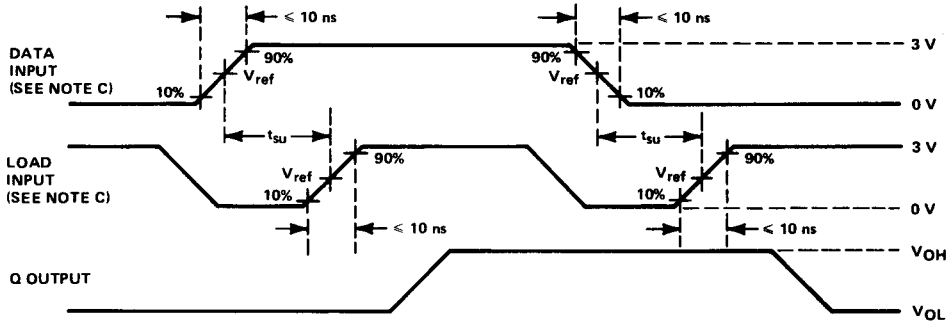 ≤ 10 ns ≤ 10 ns
DATA
INPUT
(SEE NOTE C)
90% 90% 3 V
Vref Vref
10% 10%
0 V
tsu tsu
LOAD
INPUT
(SEE NOTE C)
3 V
90% 90%
Vref Vref
10% 10%
0 V
≤ 10 ns ≤ 10 ns
Q OUTPUT
VOH
VOL